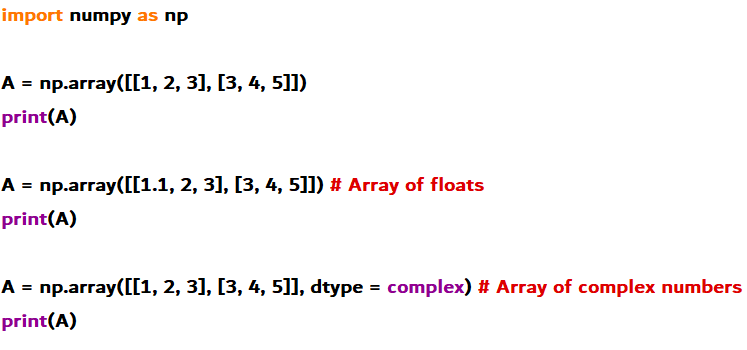 import numpy as np
A = np.array([[1, 2, 3], [3, 4, 5]])
print(A)
A = np.array([[1.1, 2, 3], [3, 4, 5]]) # Array of floats
print(A)
A = np.array([[1, 2, 3], [3, 4, 5]], dtype = complex) # Array of complex numbers
print(A)